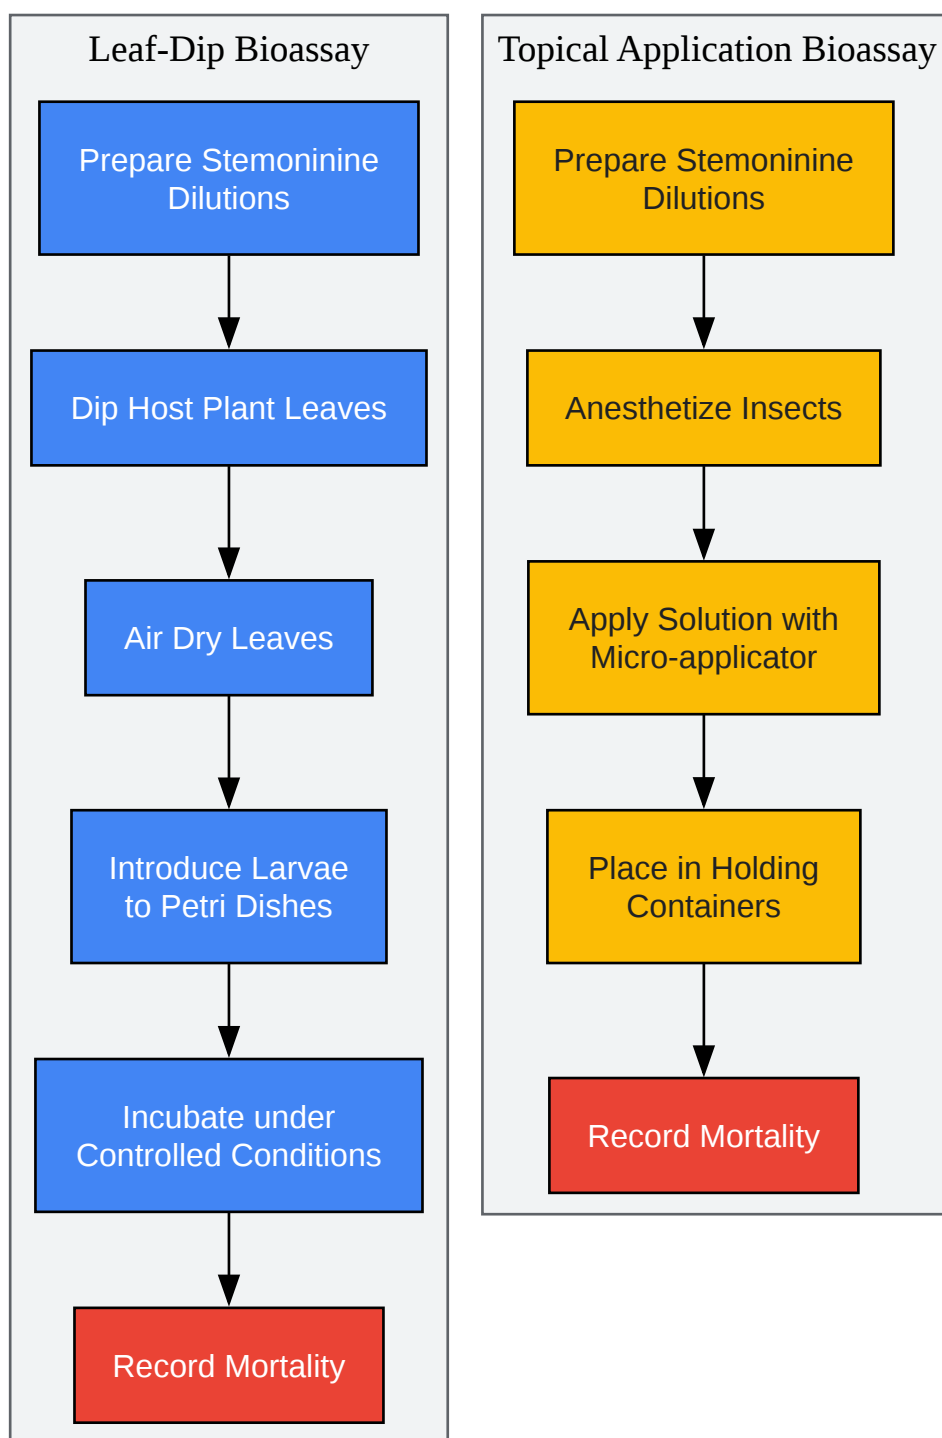 Leaf-Dip Bioassay
Prepare Stemoninine
Dilutions
Dip Host Plant Leaves
Air Dry Leaves
Introduce Larvae
to Petri Dishes
Incubate under
Controlled Conditions
Record Mortality
Topical Application Bioassay
Prepare Stemoninine
Dilutions
Anesthetize Insects
Apply Solution with
Micro-applicator
Place in Holding
Containers
Record Mortality